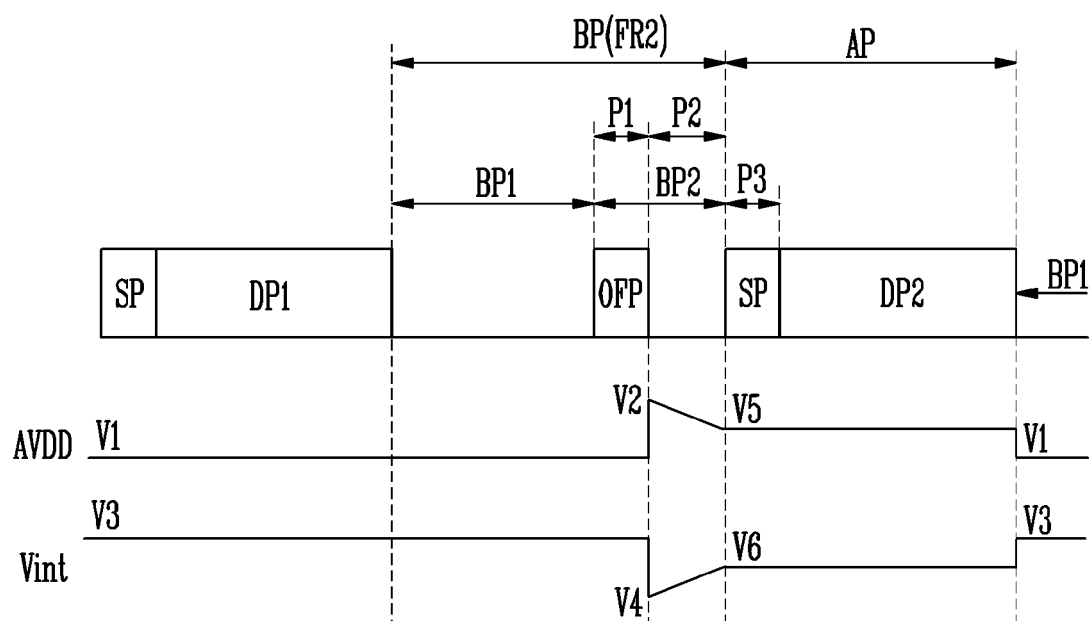 BP(FR2) AP
P1 P2
BP1 BP2 P3
SP DP1 OFP SP DP2 BP1
V2 V5
AVDD V1 V1
V3 V3
Vint V6
V4